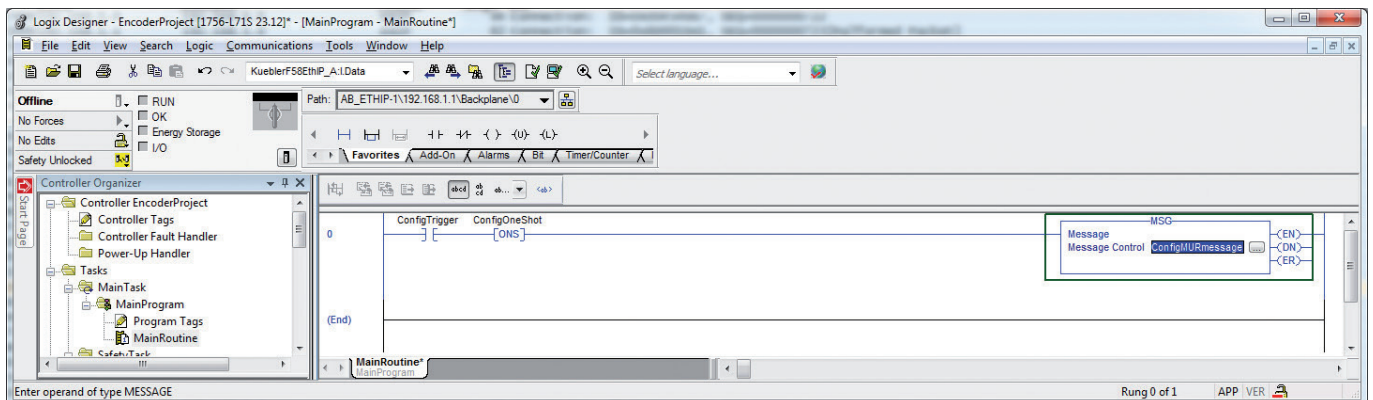 Logix Designer - EncoderProject [1756-L71S 23.12]* - [MainProgram - MainRoutine*]
File Edit View Search Logic Communications Tools Window Help
KueblerF58EthIP_A:I.Data
Select language...
Offline
RUN
No Forces
OK
No Edits
Energy Storage
Safety Unlocked
I/O
Path: AB_ETHIP-1\192.168.1.1\Backplane\0
Favorites Add-On Alarms Bit Timer/Counter
Start Page
Controller Organizer
Controller EncoderProject
Controller Tags
Controller Fault Handler
Power-Up Handler
Tasks
MainTask
MainProgram
Program Tags
MainRoutine
SafetyTask
0
ConfigTrigger ConfigOneShot
ONS
MSG
Message
Message Control ConfigMURmessage ...
EN
DN
ER
(End)
MainRoutine*
MainProgram
Enter operand of type MESSAGE
Rung 0 of 1 APP VER